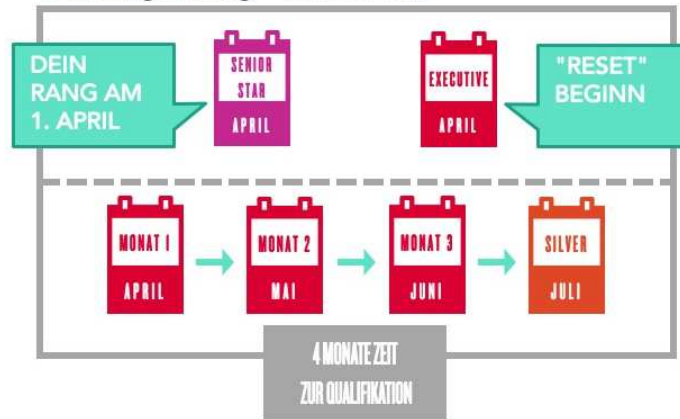 DEIN
RANG AM
1. APRIL
SENIOR
STAR
APRIL
EXECUTIVE
APRIL
"RESET"
BEGINN
MONAT 1
APRIL
MONAT 2
MAI
MONAT 3
JUNI
SILVER
JULI
4 MONATE ZEIT
ZUR QUALIFIKATION